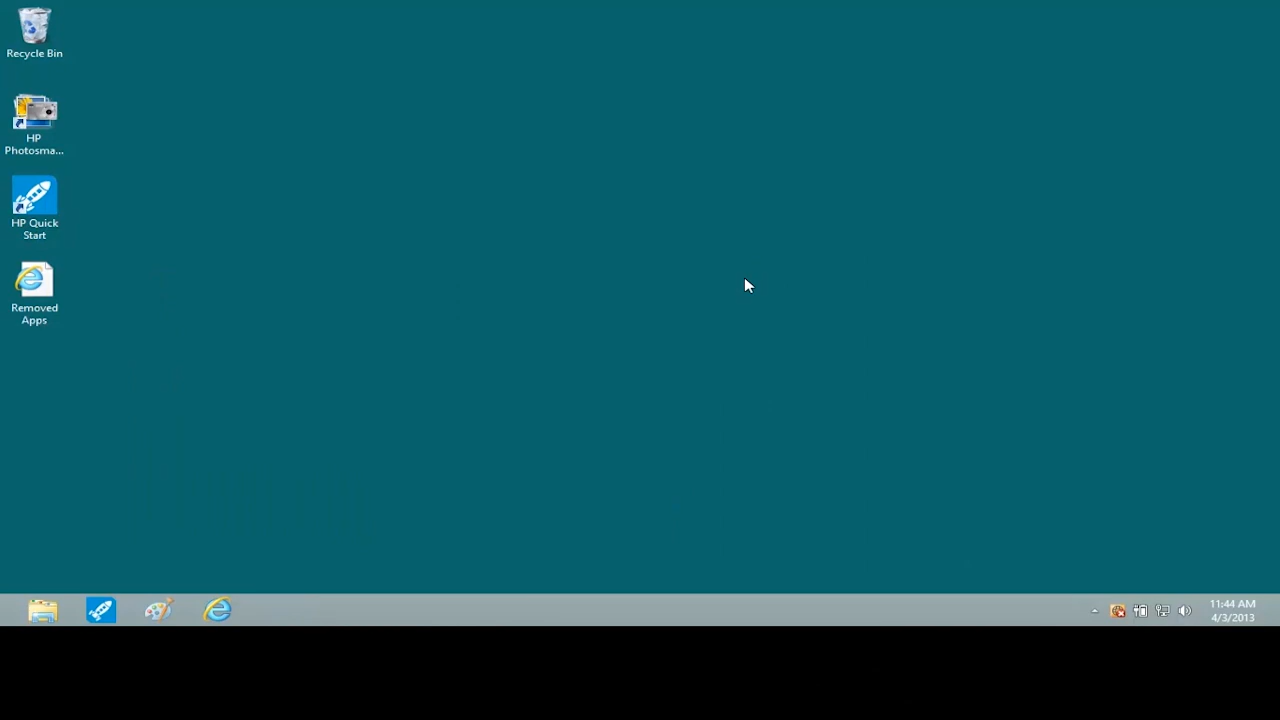 Recycle Bin
HP
Photosma...
HP Quick
Start
Removed
Apps
11:44 AM
4/3/2013